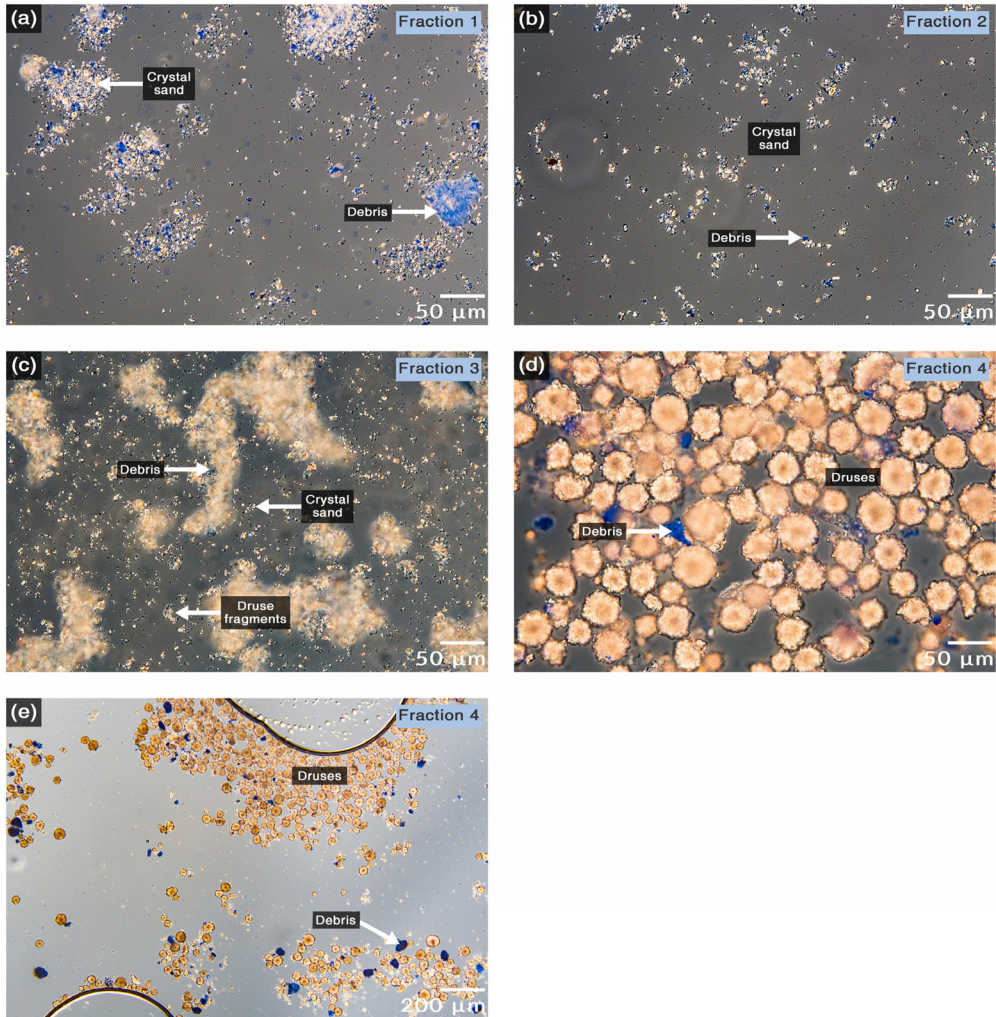 (a)
Fraction 1
Crystal
sand
Debris
50 μm
(b)
Fraction 2
Crystal
sand
Debris
50 μm
(c)
Fraction 3
Debris
Crystal
sand
Druse
fragments
50 μm
(d)
Fraction 4
Druses
Debris
50 μm
(e)
Fraction 4
Druses
Debris
200 μm